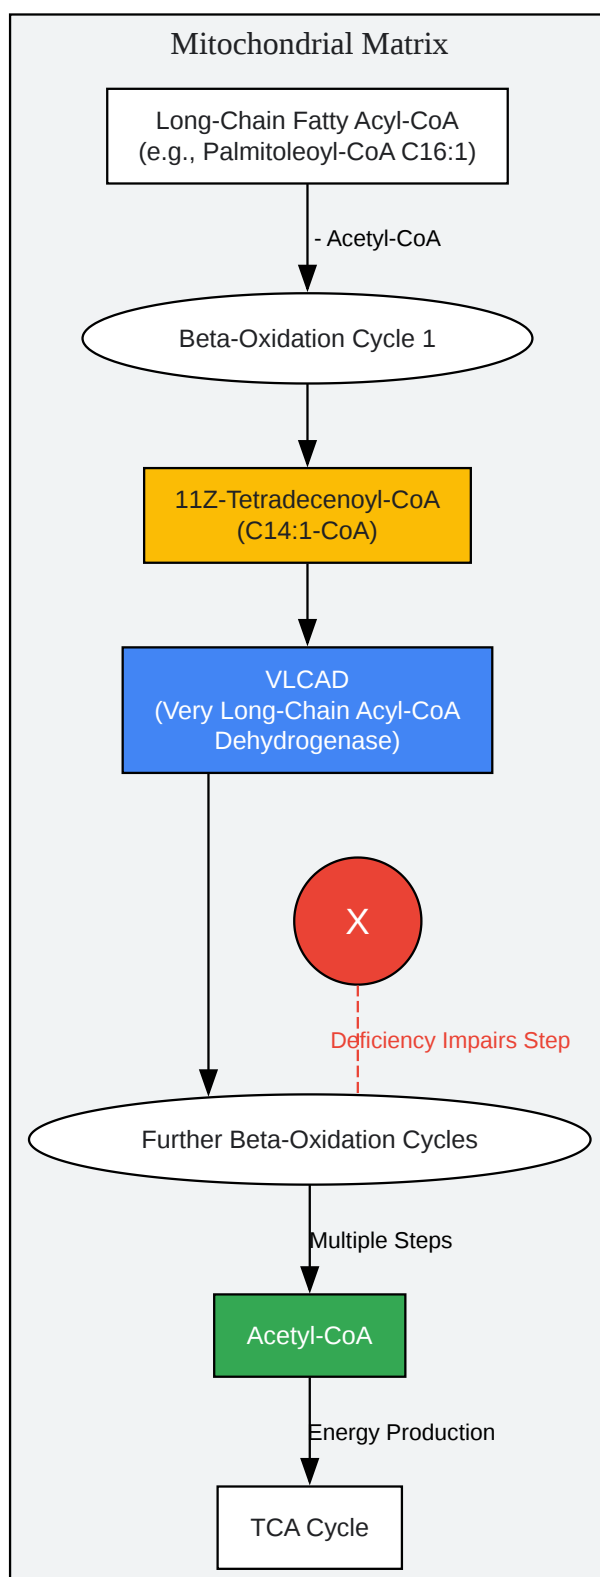 Mitochondrial Matrix
Long-Chain Fatty Acyl-CoA
(e.g., Palmitoleoyl-CoA C16:1)
- Acetyl-CoA
Beta-Oxidation Cycle 1
11Z-Tetradecenoyl-CoA
(C14:1-CoA)
VLCAD
(Very Long-Chain Acyl-CoA
Dehydrogenase)
X
Deficiency Impairs Step
Further Beta-Oxidation Cycles
Multiple Steps
Acetyl-CoA
Energy Production
TCA Cycle